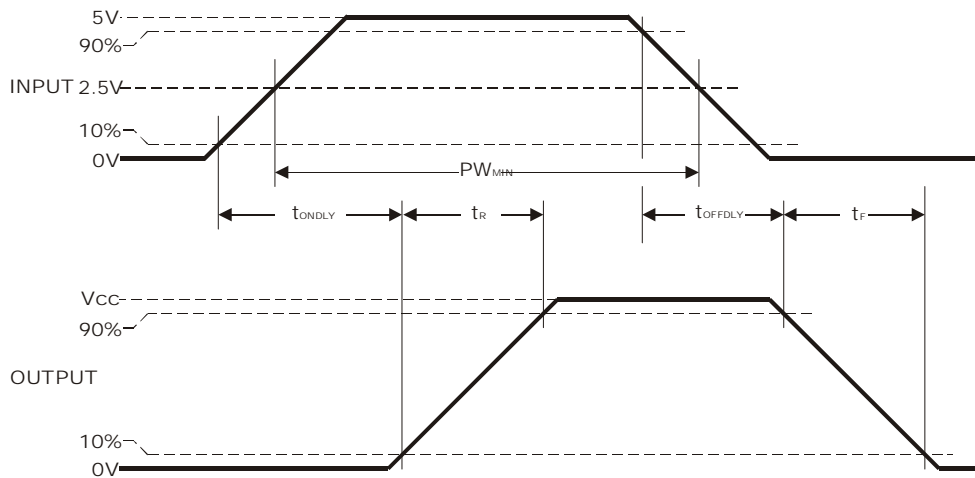 5V
90%
INPUT 2.5V
10%
0V
PWMIN
tONDLY tR tOFFDLY tF
VCC
90%
OUTPUT
10%
0V